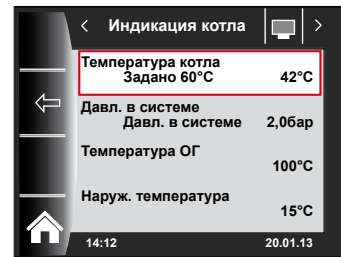 < Индикация котла >
Температура котла
Задано 60°C 42°C
Давл. в системе
Давл. в системе 2,0бар
Температура ОГ
100°C
Наруж. температура
15°C
14:12 20.01.13